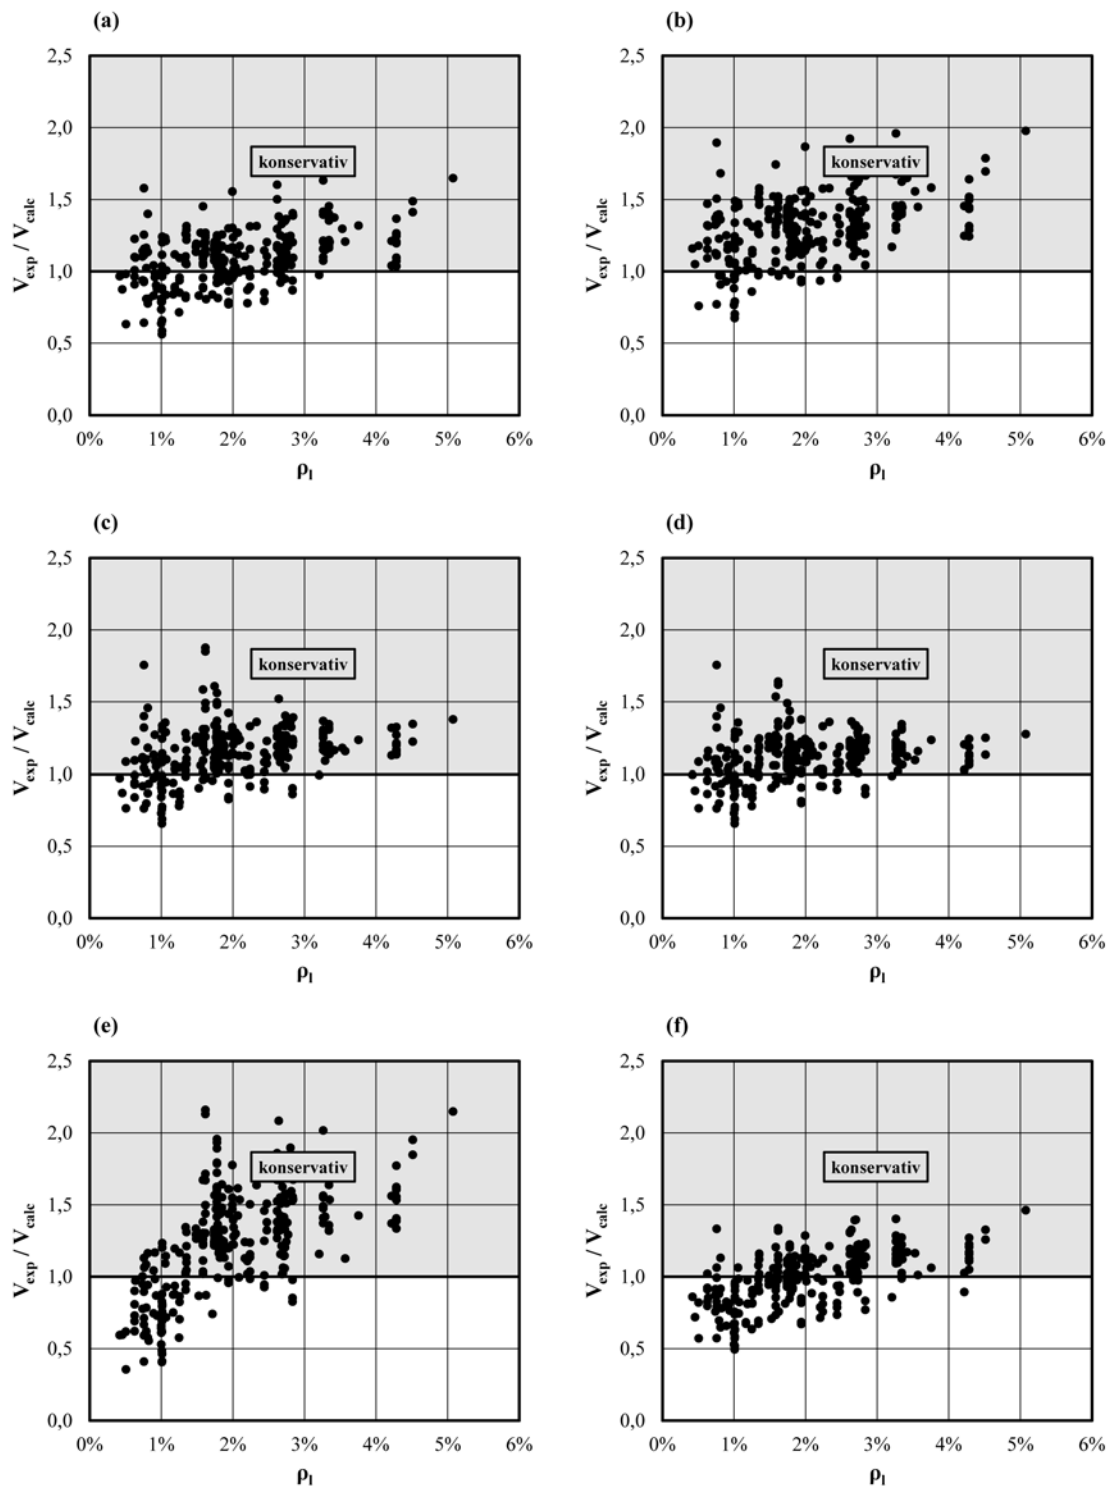 (a)
(b)
2,5
2,0
1,5
1,0
0,5
0,0
V_exp / V_calc
konservativ
0% 1% 2% 3% 4% 5% 6%
ρ_l
2,5
2,0
1,5
1,0
0,5
0,0
V_exp / V_calc
konservativ
0% 1% 2% 3% 4% 5% 6%
ρ_l
(c)
(d)
2,5
2,0
1,5
1,0
0,5
0,0
V_exp / V_calc
konservativ
0% 1% 2% 3% 4% 5% 6%
ρ_l
2,5
2,0
1,5
1,0
0,5
0,0
V_exp / V_calc
konservativ
0% 1% 2% 3% 4% 5% 6%
ρ_l
(e)
(f)
2,5
2,0
1,5
1,0
0,5
0,0
V_exp / V_calc
konservativ
0% 1% 2% 3% 4% 5% 6%
ρ_l
2,5
2,0
1,5
1,0
0,5
0,0
V_exp / V_calc
konservativ
0% 1% 2% 3% 4% 5% 6%
ρ_l